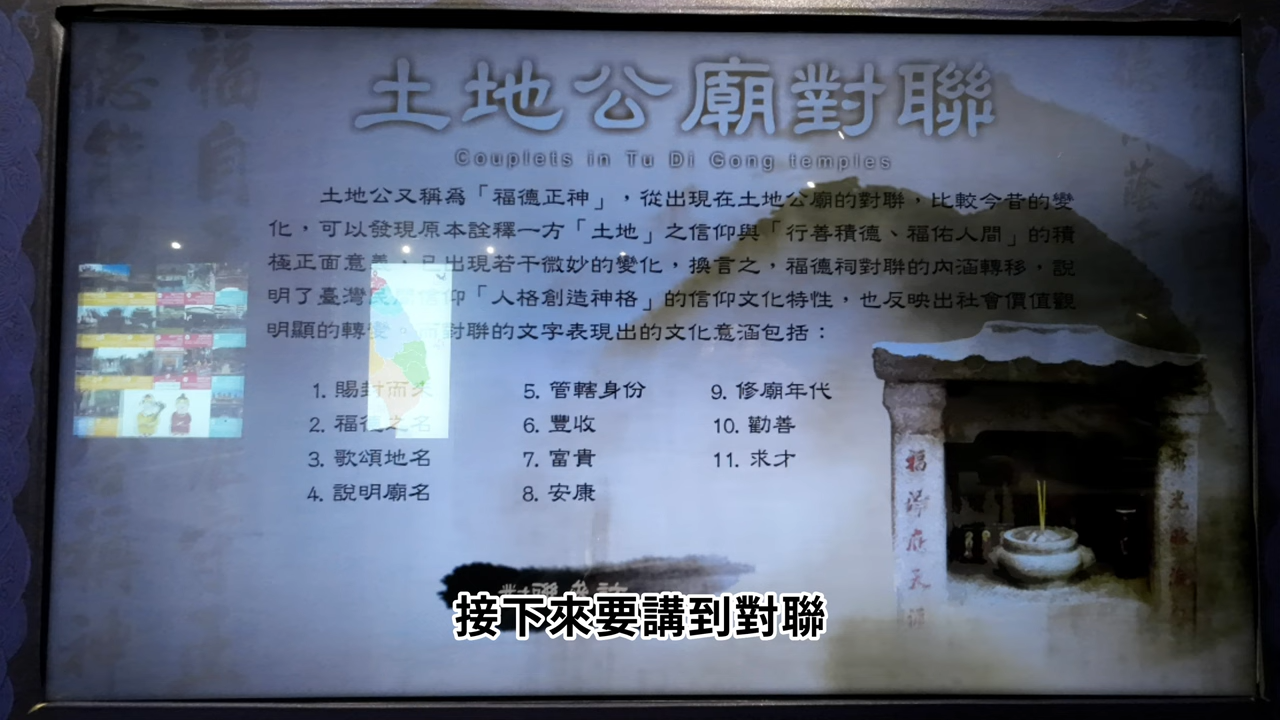 土地公廟對聯
Couplets in Tu Di Gong temples
土地公又稱為「福德正神」，從出現在土地公廟的對聯，比較今昔的變
化，可以發現原本詮釋一方「土地」之信仰與「行善積德、福佑人間」的積
極正面意義，已出現若干微妙的變化，換言之，福德祠對聯的內涵轉移，說
明了臺灣民間信仰「人格創造神格」的信仰文化特性，也反映出社會價值觀
明顯的轉變。而對聯的文字表現出的文化意涵包括：
1. 賜封而來
2. 福德之名
3. 歌頌地名
4. 說明廟名
5. 管轄身份
6. 豐收
7. 富貴
8. 安康
9. 修廟年代
10. 勸善
11. 求才
接下來要講到對聯